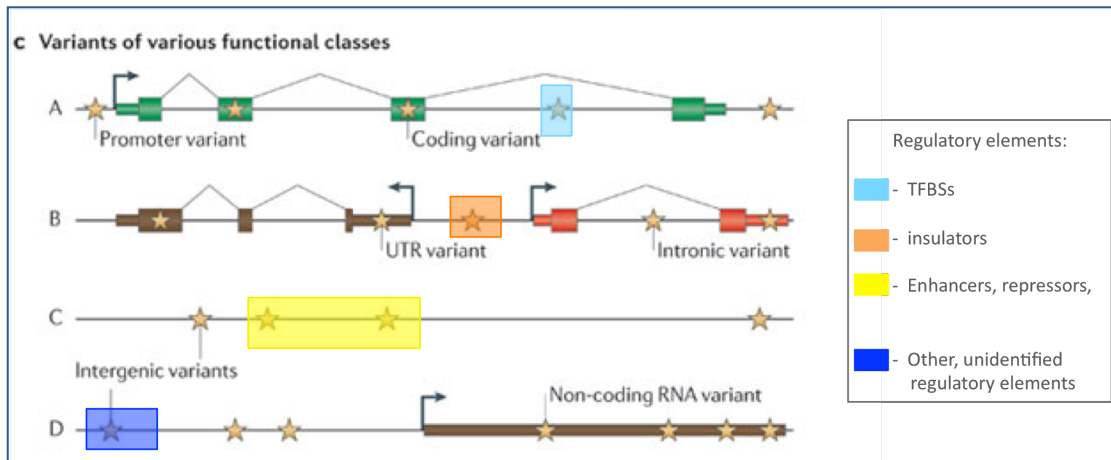 c Variants of various functional classes
A
Promoter variant
Coding variant
B
UTR variant
Intronic variant
C
Intergenic variants
D
Non-coding RNA variant
Regulatory elements:
- TFBSs
- insulators
- Enhancers, repressors,
- Other, unidentified
regulatory elements